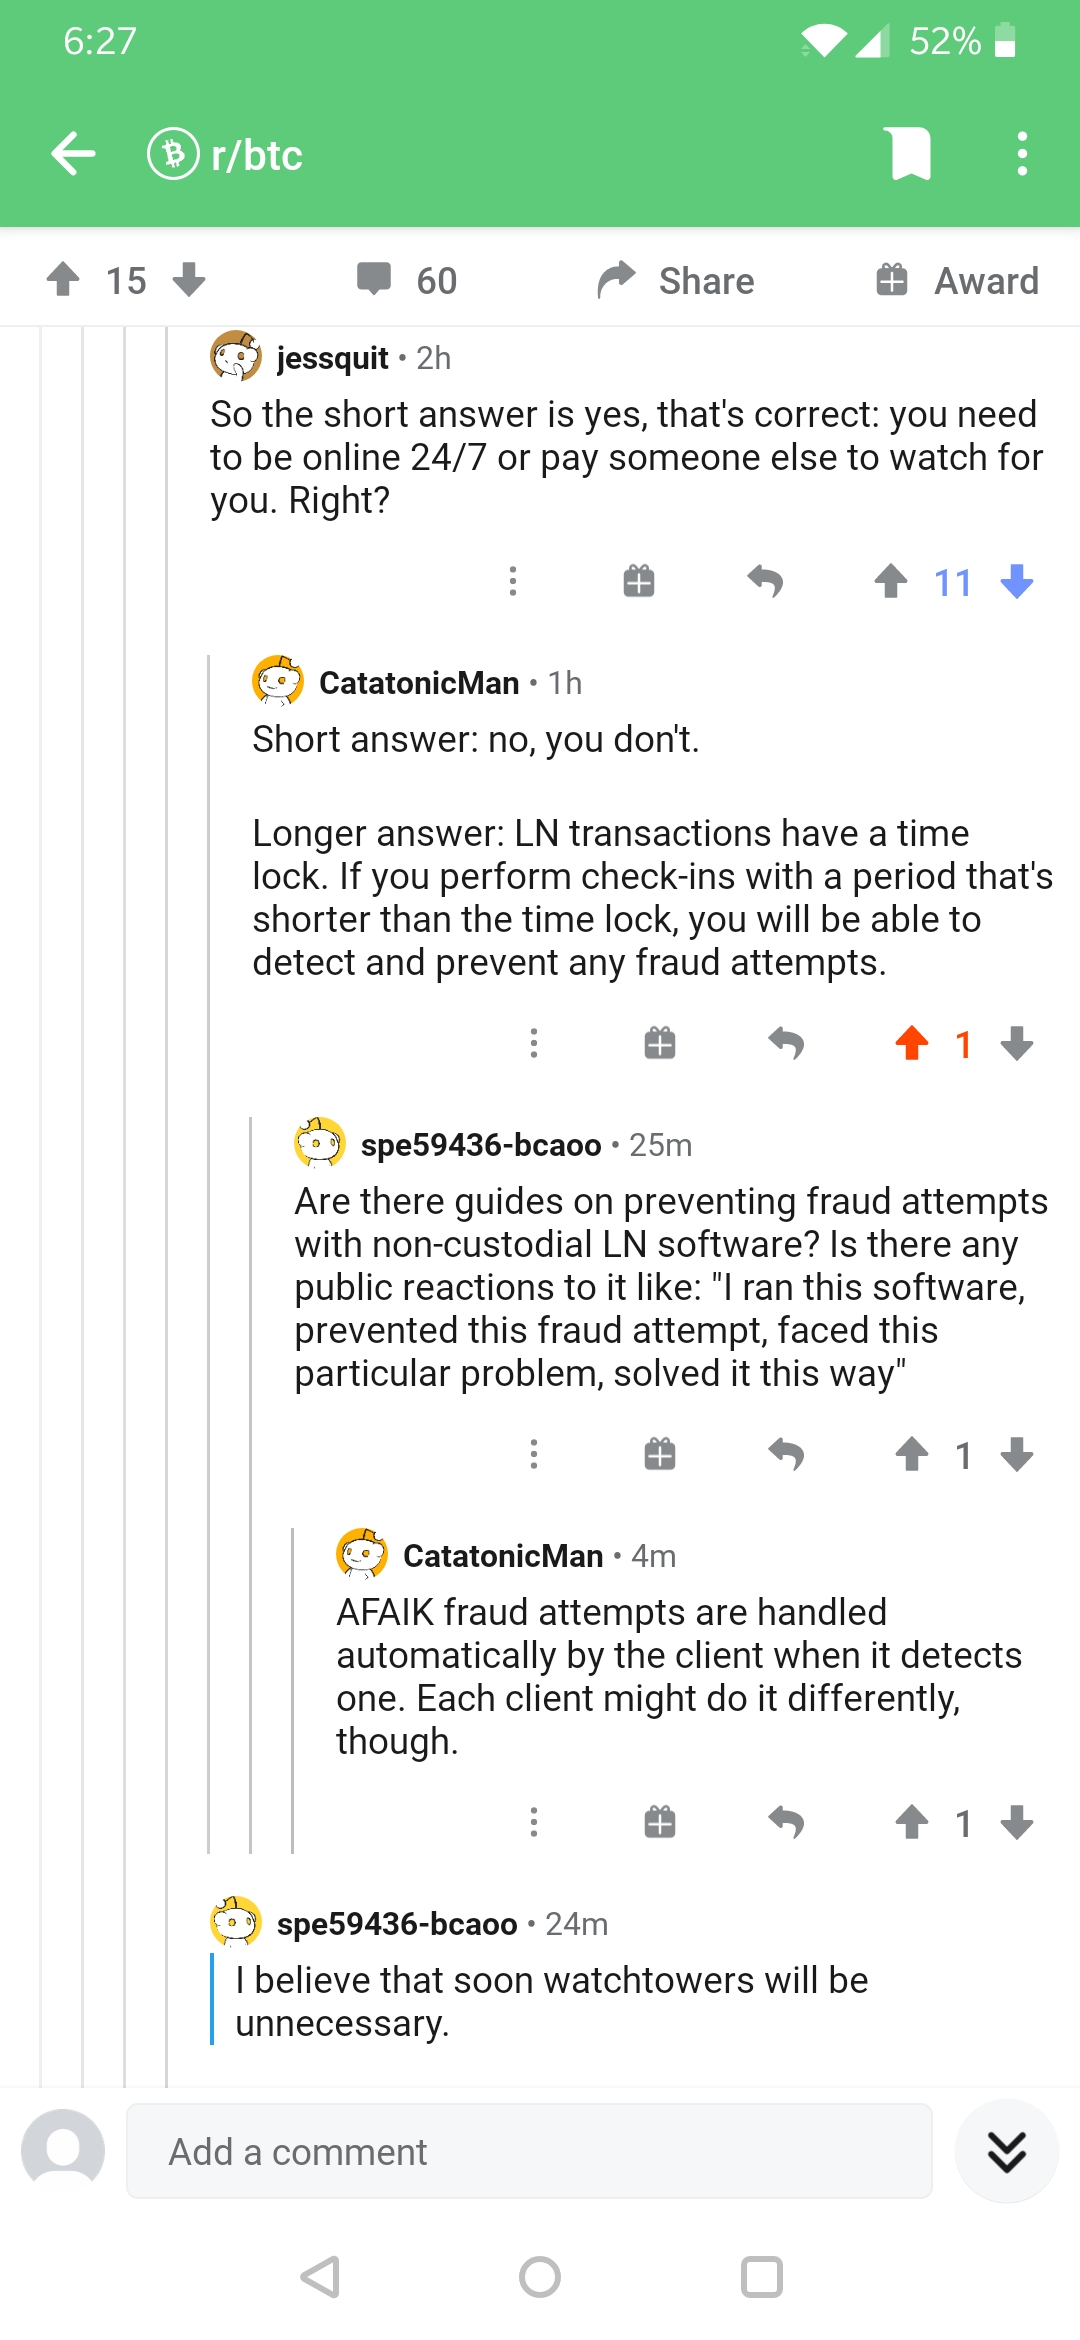 6:27
52%
r/btc
15
60
Share
Award
jessquit • 2h
So the short answer is yes, that's correct: you need
to be online 24/7 or pay someone else to watch for
you. Right?
11
CatatonicMan • 1h
Short answer: no, you don't.
Longer answer: LN transactions have a time
lock. If you perform check-ins with a period that's
shorter than the time lock, you will be able to
detect and prevent any fraud attempts.
1
spe59436-bcaoo • 25m
Are there guides on preventing fraud attempts
with non-custodial LN software? Is there any
public reactions to it like: "I ran this software,
prevented this fraud attempt, faced this
particular problem, solved it this way"
1
CatatonicMan • 4m
AFAIK fraud attempts are handled
automatically by the client when it detects
one. Each client might do it differently,
though.
1
spe59436-bcaoo • 24m
I believe that soon watchtowers will be
unnecessary.
Add a comment